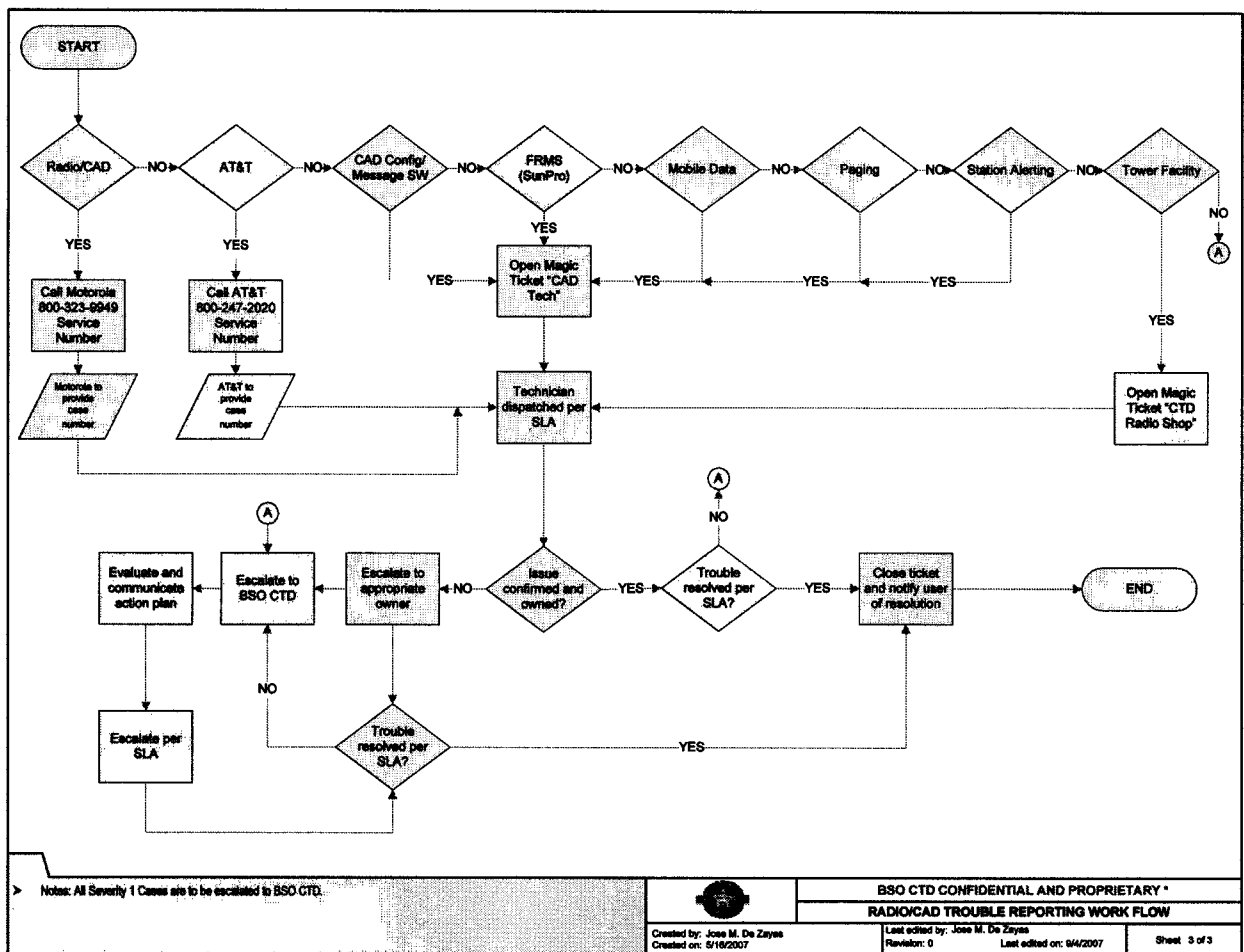 START
Radio/CAD
NO
AT&T
NO
CAD Config/
Message SW
NO
FRMS
(SunPro)
NO
Mobile Data
NO
Paging
NO
Station Alerting
NO
Tower Facility
NO
A
YES
YES
YES
YES
YES
YES
YES
YES
Call Motorola
800-323-9949
Service
Number
Call AT&T
800-247-2020
Service
Number
Open Magic
Ticket "CAD
Tech"
Motorola to
provide
case
number
AT&T to
provide
case
number
Technician
dispatched per
SLA
Open Magic
Ticket "CTD
Radio Shop"
A
NO
A
Evaluate and
communicate
action plan
Escalate to
BSO CTD
Escalate to
appropriate
owner
NO
Issue
confirmed and
owned?
YES
Trouble
resolved per
SLA?
YES
Close ticket
and notify user
of resolution
END
NO
Escalate per
SLA
Trouble
resolved per
SLA?
YES
Notes: All Severity 1 Cases are to be escalated to BSO CTD.
BSO CTD CONFIDENTIAL AND PROPRIETARY *
RADIO/CAD TROUBLE REPORTING WORK FLOW
Created by: Jose M. De Zayas
Created on: 5/16/2007
Last edited by: Jose M. De Zayas
Revision: 0
Last edited on: 9/4/2007
Sheet 3 of 3